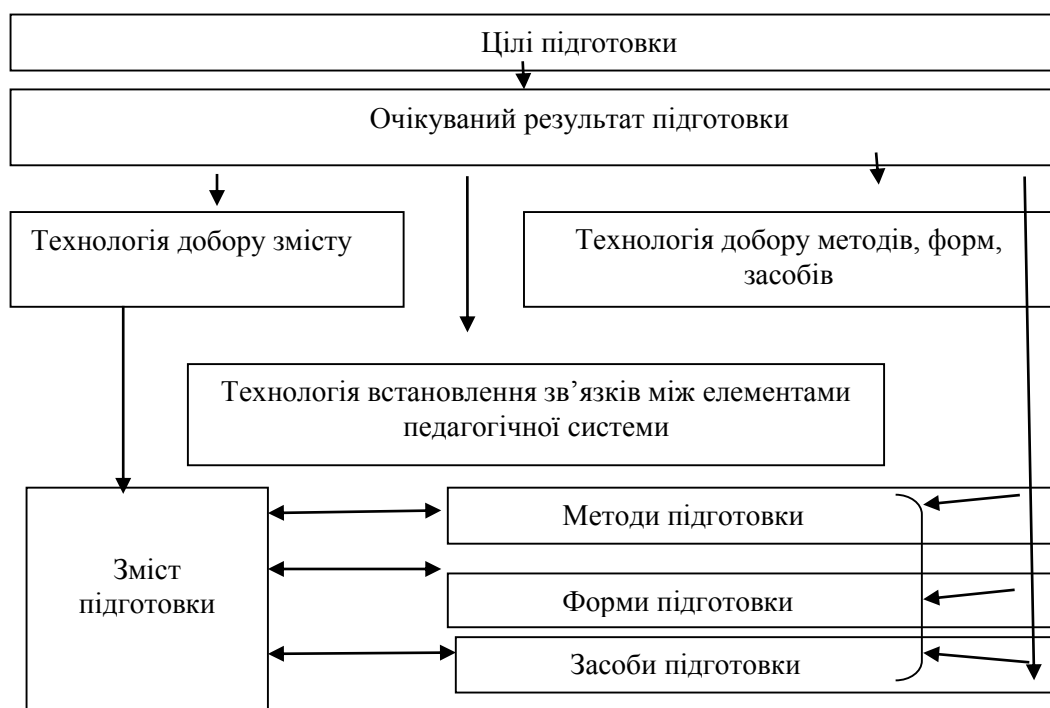 Цілі підготовки
Очікуваний результат підготовки
Технологія добору змісту
Технологія добору методів, форм,
засобів
Технологія встановлення зв’язків між елементами
педагогічної системи
Зміст
підготовки
Методи підготовки
Форми підготовки
Засоби підготовки